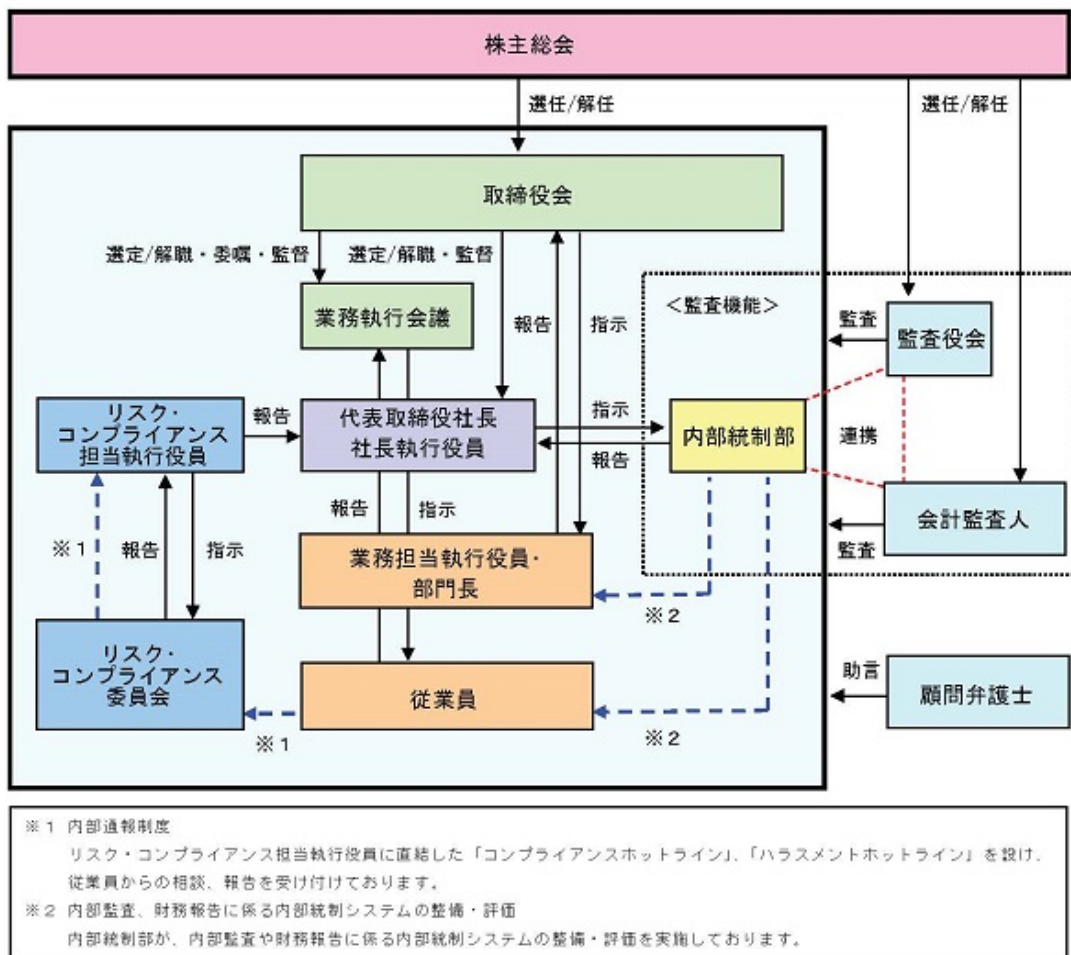 株主総会
選任/解任
選任/解任
取締役会
選定/解職・委嘱・監督
選定/解職・監督
業務執行会議
報告
指示
<監査機能>
監査
監査役会
リスク・
コンプライアンス
担当執行役員
報告
代表取締役社長
社長執行役員
指示
報告
内部統制部
連携
※1
報告
指示
報告
指示
業務担当執行役員・
部門長
監査
会計監査人
※2
リスク・
コンプライアンス
委員会
※1
従業員
※2
助言
顧問弁護士
※1 内部通報制度
リスク・コンプライアンス担当執行役員に直結した「コンプライアンスホットライン」、「ハラスメントホットライン」を設け、
従業員からの相談、報告を受け付けております。
※2 内部監査、財務報告に係る内部統制システムの整備・評価
内部統制部が、内部監査や財務報告に係る内部統制システムの整備・評価を実施しております。